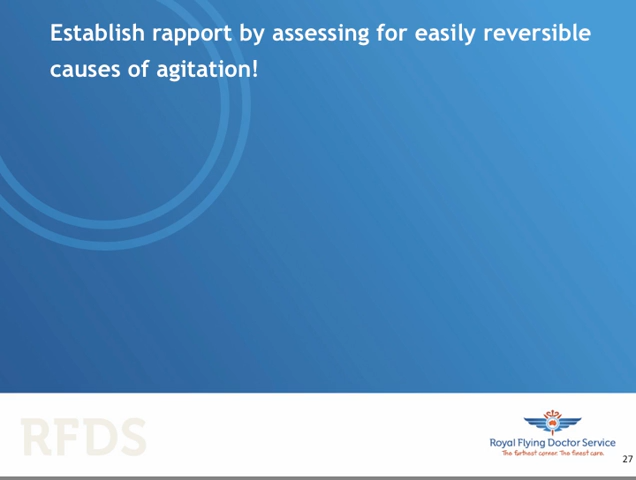 Establish rapport by assessing for easily reversible
causes of agitation!
RFDS
Royal Flying Doctor Service
The furthest corner. The finest care.
27